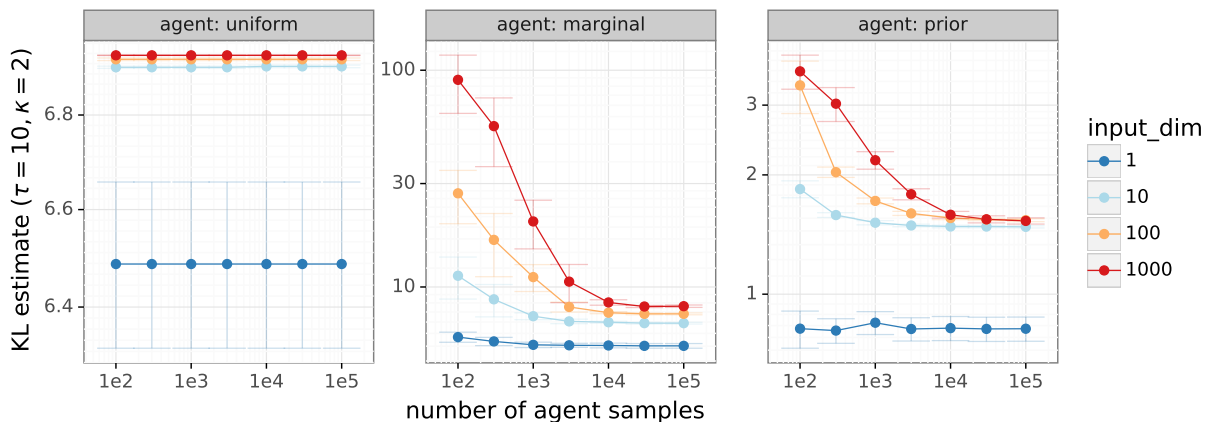 agent: uniform
agent: marginal
agent: prior
KL estimate (τ = 10, κ = 2)
6.8
6.6
6.4
100
30
10
3
2
1
1e2
1e3
1e4
1e5
1e2
1e3
1e4
1e5
1e2
1e3
1e4
1e5
number of agent samples
input_dim
1
10
100
1000